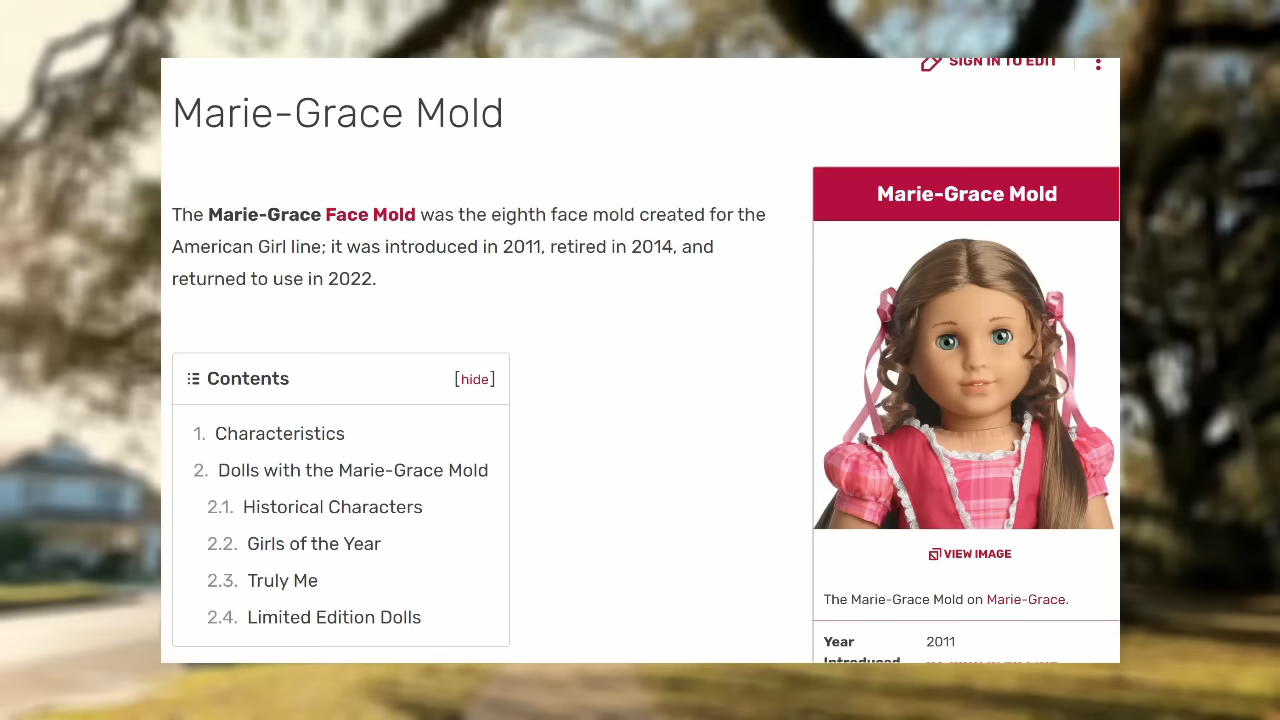 SIGN IN TO EDIT
Marie-Grace Mold
The Marie-Grace Face Mold was the eighth face mold created for the
American Girl line; it was introduced in 2011, retired in 2014, and
returned to use in 2022.
Contents [hide]
1. Characteristics
2. Dolls with the Marie-Grace Mold
2.1. Historical Characters
2.2. Girls of the Year
2.3. Truly Me
2.4. Limited Edition Dolls
Marie-Grace Mold
VIEW IMAGE
The Marie-Grace Mold on Marie-Grace.
Year 2011
Introduced